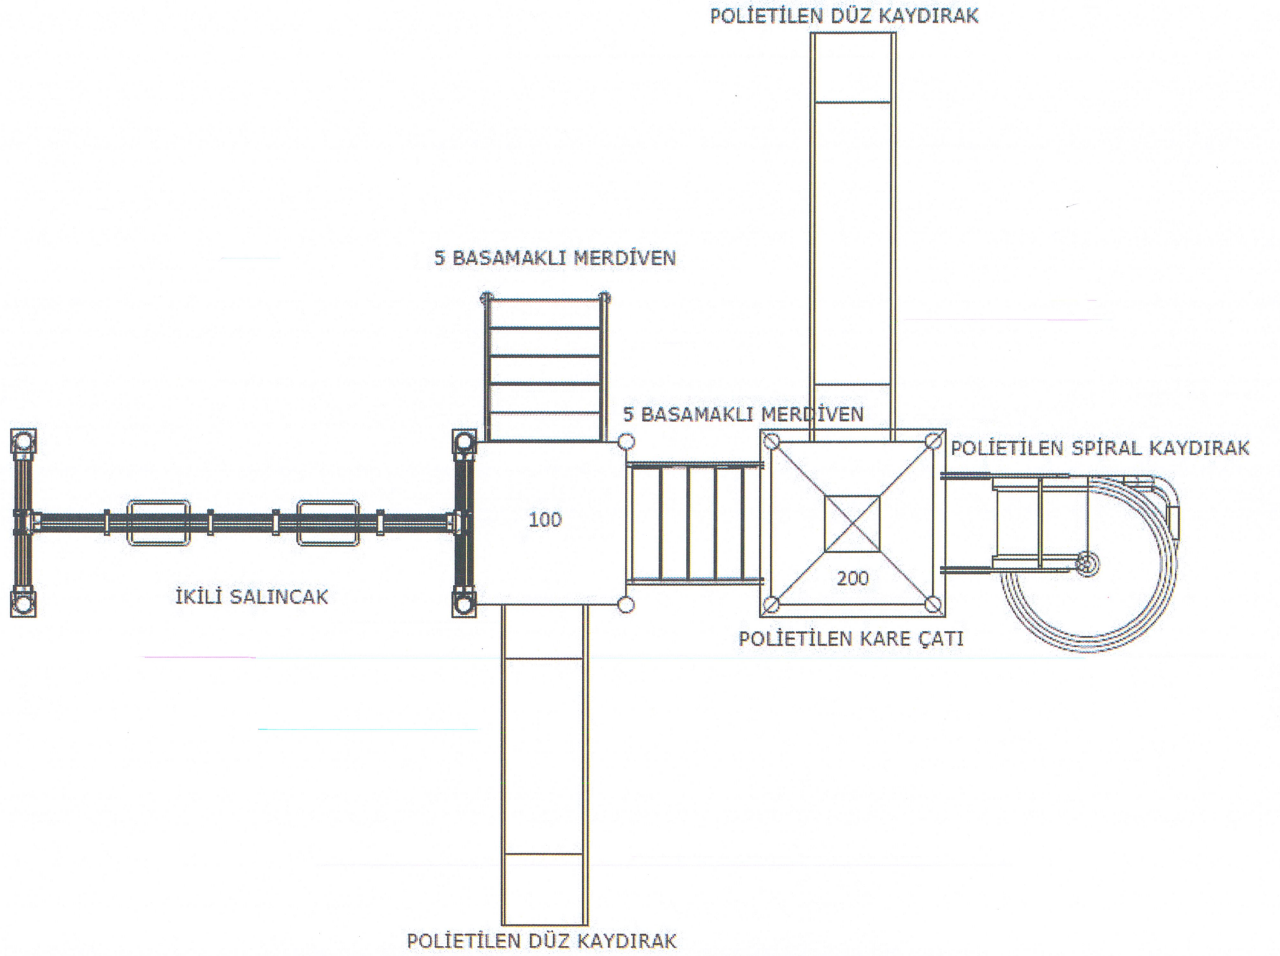 POLİETİLEN DÜZ KAYDIRAK
5 BASAMAKLI MERDİVEN
5 BASAMAKLI MERDİVEN
POLİETİLEN SPİRAL KAYDIRAK
100
200
İKİLİ SALINCAK
POLİETİLEN KARE ÇATI
POLİETİLEN DÜZ KAYDIRAK